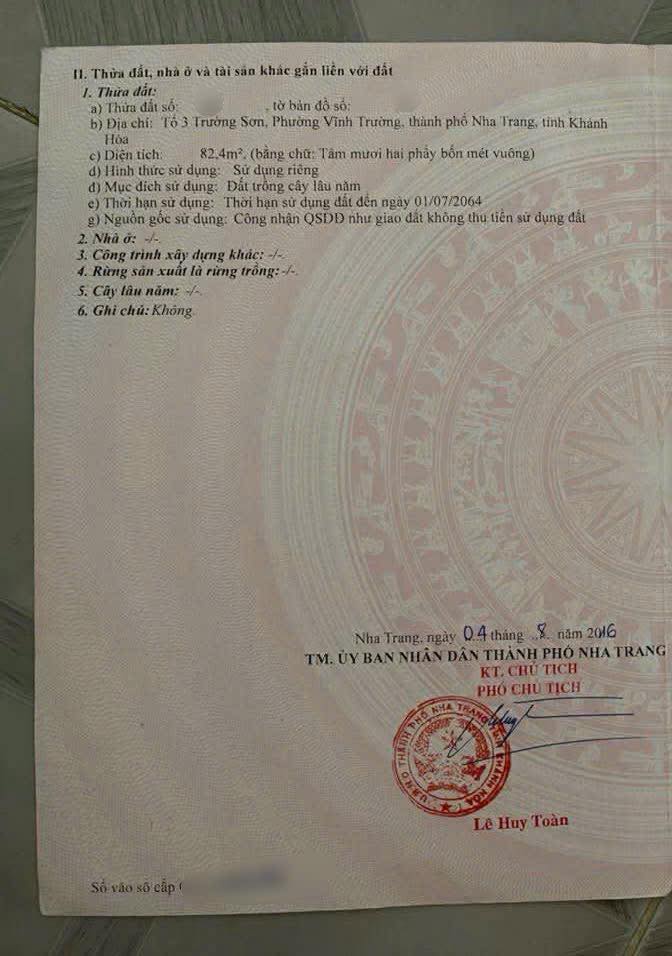 II. Thửa đất, nhà ở và tài sản khác gắn liền với đất
1. Thửa đất:
a) Thửa đất số: , tờ bản đồ số:
b) Địa chỉ: Tổ 3 Trường Sơn, Phường Vĩnh Trường, thành phố Nha Trang, tỉnh Khánh
Hòa
c) Diện tích: 82,4m², (bằng chữ: Tám mươi hai phẩy bốn mét vuông)
d) Hình thức sử dụng: Sử dụng riêng
đ) Mục đích sử dụng: Đất trồng cây lâu năm
e) Thời hạn sử dụng: Thời hạn sử dụng đất đến ngày 01/07/2064
g) Nguồn gốc sử dụng: Công nhận QSDĐ như giao đất không thu tiền sử dụng đất
2. Nhà ở: -/-.
3. Công trình xây dựng khác: -/-.
4. Rừng sản xuất là rừng trồng: -/-.
5. Cây lâu năm: -/-.
6. Ghi chú: Không.
Nha Trang, ngày 04 tháng 8 năm 2016
TM. ỦY BAN NHÂN DÂN THÀNH PHỐ NHA TRANG
KT. CHỦ TỊCH
PHÓ CHỦ TỊCH
U.B.N.D THÀNH PHỐ NHA TRANG TỈNH KHÁNH HÒA
Lê Huy Toàn
Số vào sổ cấp